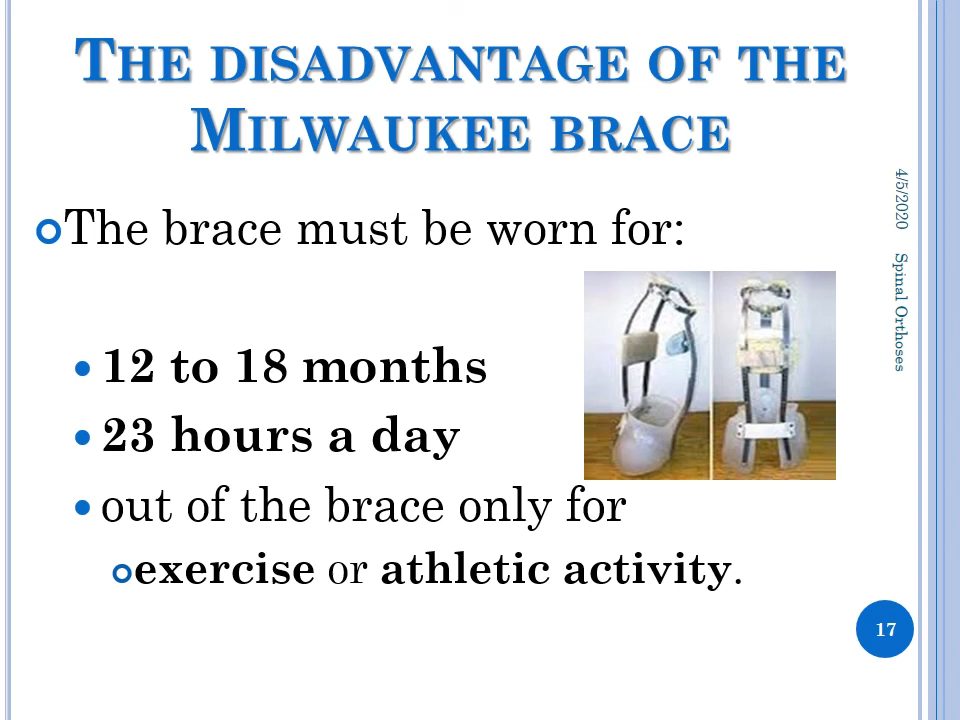 The disadvantage of the
Milwaukee brace
The brace must be worn for:
12 to 18 months
23 hours a day
out of the brace only for
exercise or athletic activity.
4/5/2020 Spinal Orthoses
17